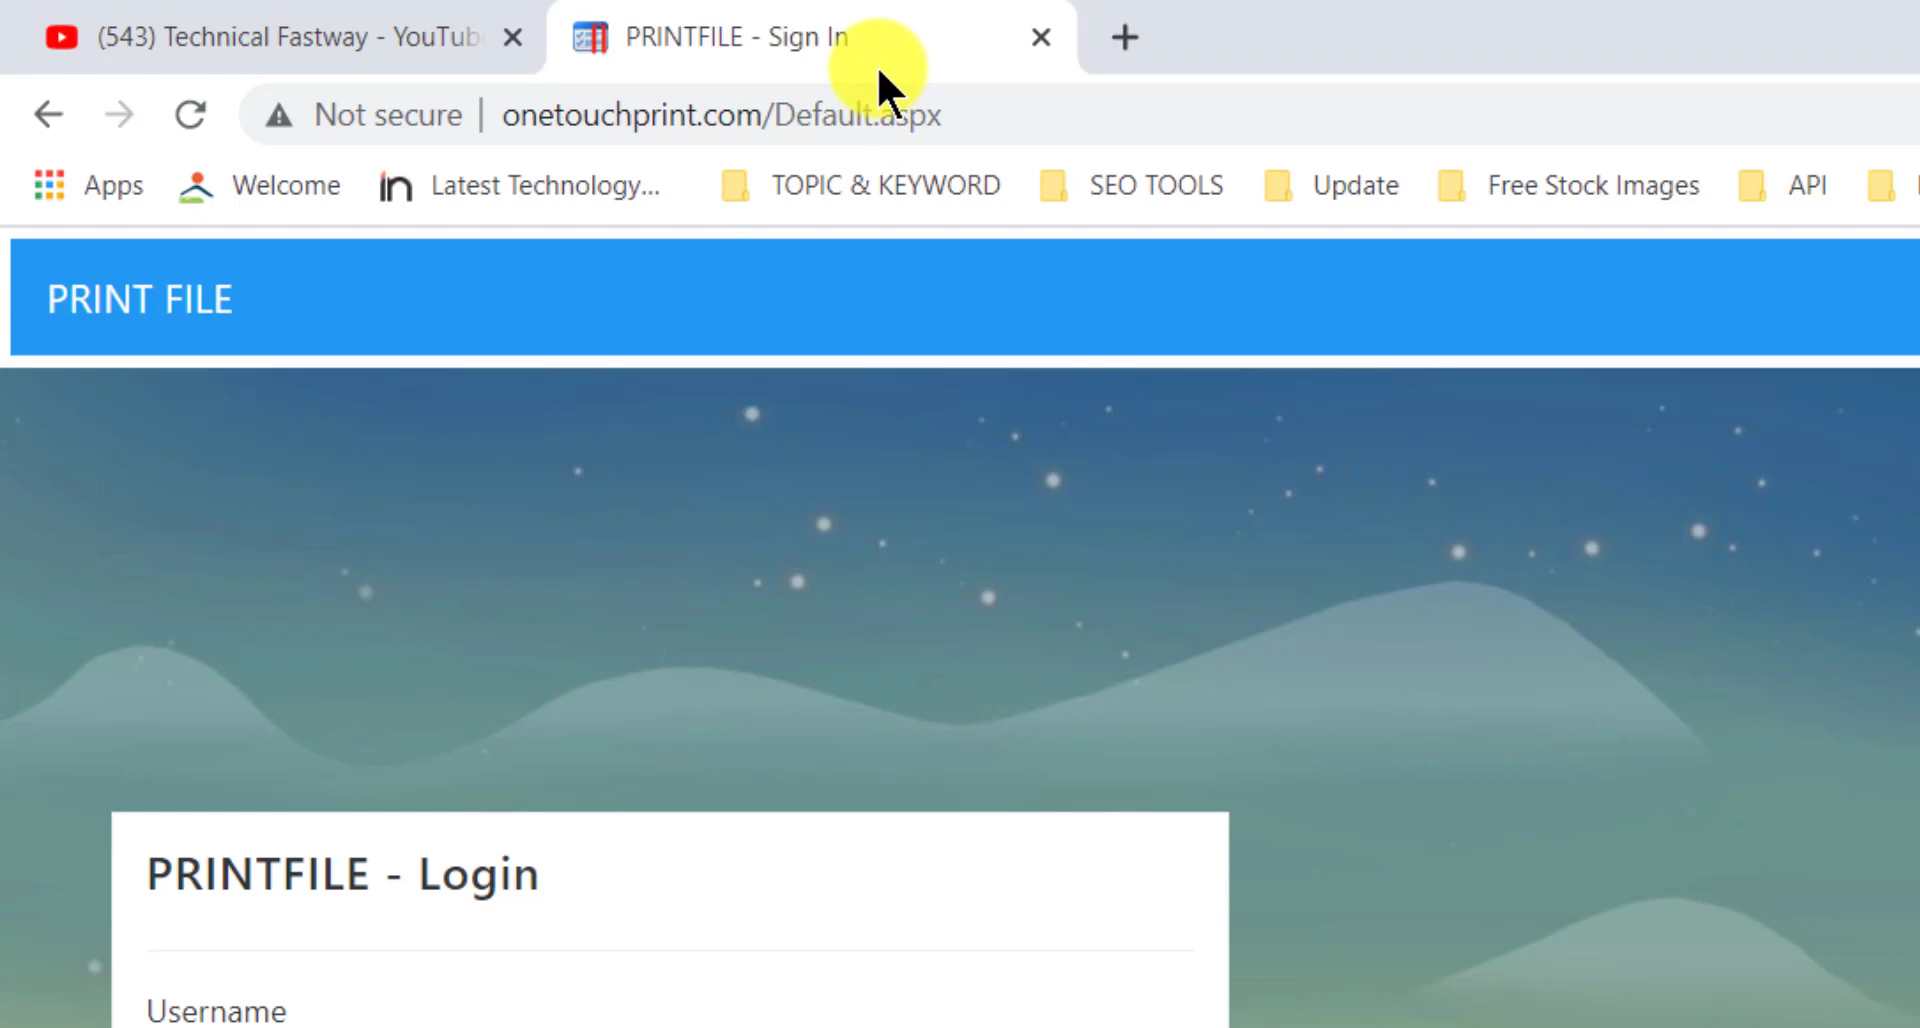 (543) Technical Fastway - YouTub
PRINTFILE - Sign In
Not secure | onetouchprint.com/Default.aspx
Apps Welcome Latest Technology... TOPIC & KEYWORD SEO TOOLS Update Free Stock Images API
PRINT FILE
PRINTFILE - Login
Username